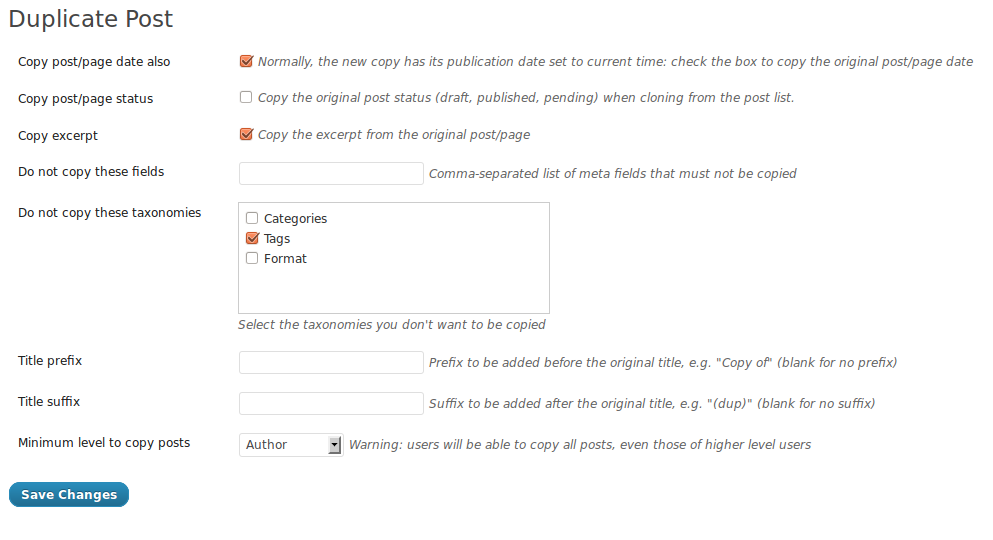 Duplicate Post
Copy post/page date also
Normally, the new copy has its publication date set to current time: check the box to copy the original post/page date
Copy post/page status
Copy the original post status (draft, published, pending) when cloning from the post list.
Copy excerpt
Copy the excerpt from the original post/page
Do not copy these fields
Comma-separated list of meta fields that must not be copied
Do not copy these taxonomies
Categories
Tags
Format
Select the taxonomies you don't want to be copied
Title prefix
Prefix to be added before the original title, e.g. "Copy of" (blank for no prefix)
Title suffix
Suffix to be added after the original title, e.g. "(dup)" (blank for no suffix)
Minimum level to copy posts
Author
Warning: users will be able to copy all posts, even those of higher level users
Save Changes